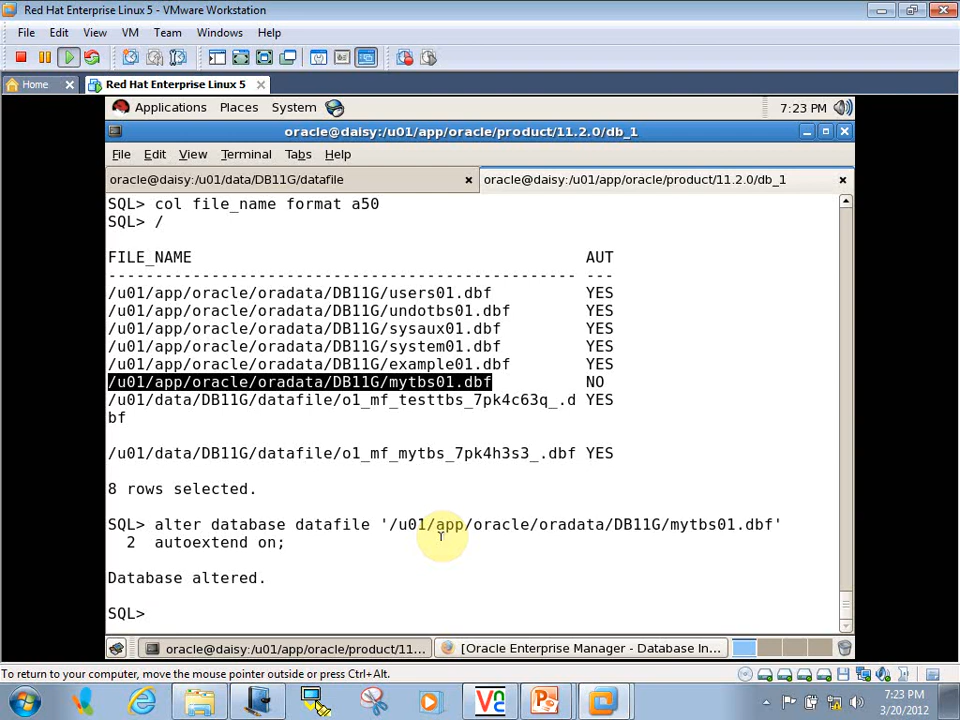 Red Hat Enterprise Linux 5 - VMware Workstation
File Edit View VM Team Windows Help
Home Red Hat Enterprise Linux 5
Applications Places System 7:23 PM
oracle@daisy:/u01/app/oracle/product/11.2.0/db_1
File Edit View Terminal Tabs Help
oracle@daisy:/u01/data/DB11G/datafile oracle@daisy:/u01/app/oracle/product/11.2.0/db_1
SQL> col file_name format a50
SQL> /
FILE_NAME AUT
-------------------------------------------------- ---
/u01/app/oracle/oradata/DB11G/users01.dbf YES
/u01/app/oracle/oradata/DB11G/undotbs01.dbf YES
/u01/app/oracle/oradata/DB11G/sysaux01.dbf YES
/u01/app/oracle/oradata/DB11G/system01.dbf YES
/u01/app/oracle/oradata/DB11G/example01.dbf YES
/u01/app/oracle/oradata/DB11G/mytbs01.dbf NO
/u01/data/DB11G/datafile/o1_mf_testtbs_7pk4c63q_.d YES
bf
/u01/data/DB11G/datafile/o1_mf_mytbs_7pk4h3s3_.dbf YES
8 rows selected.
SQL> alter database datafile '/u01/app/oracle/oradata/DB11G/mytbs01.dbf'
2 autoextend on;
Database altered.
SQL>
oracle@daisy:/u01/app/oracle/product/11... [Oracle Enterprise Manager - Database In...
To return to your computer, move the mouse pointer outside or press Ctrl+Alt.
7:23 PM
3/20/2012